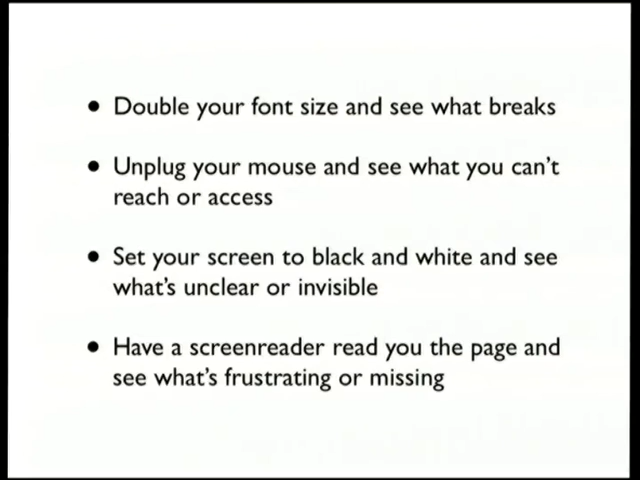 • Double your font size and see what breaks
• Unplug your mouse and see what you can't
reach or access
• Set your screen to black and white and see
what's unclear or invisible
• Have a screenreader read you the page and
see what's frustrating or missing